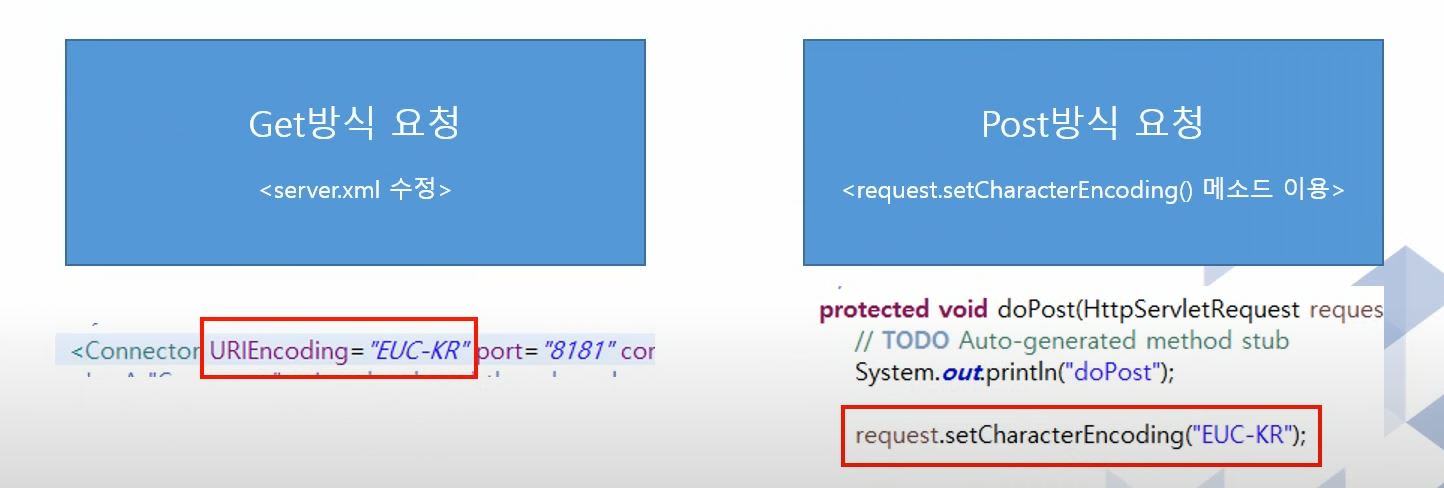 Get방식 요청
<server.xml 수정>
<Connector URIEncoding="EUC-KR" port="8181" cor
Post방식 요청
<request.setCharacterEncoding() 메소드 이용>
protected void doPost(HttpServletRequest reques
// TODO Auto-generated method stub
System.out.println("doPost");
request.setCharacterEncoding("EUC-KR");